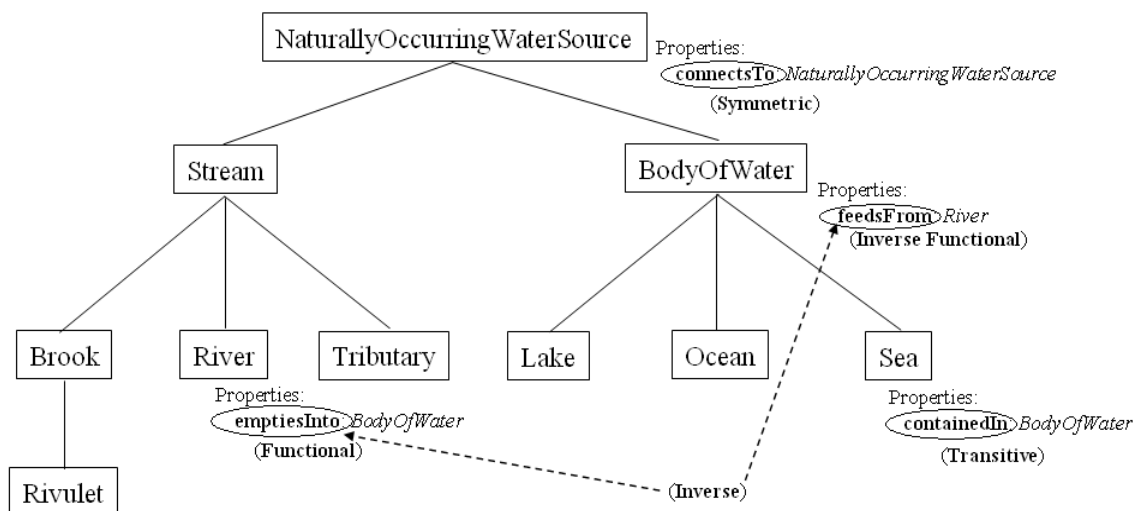 NaturallyOccurringWaterSource
Properties:
connectsTo NaturallyOccurringWaterSource
(Symmetric)
Stream
BodyOfWater
Properties:
feedsFrom River
(Inverse Functional)
Brook
River
Tributary
Lake
Ocean
Sea
Properties:
emptiesInto: BodyOfWater
(Functional)
Properties:
containedIn: BodyOfWater
(Transitive)
Rivulet
(Inverse)